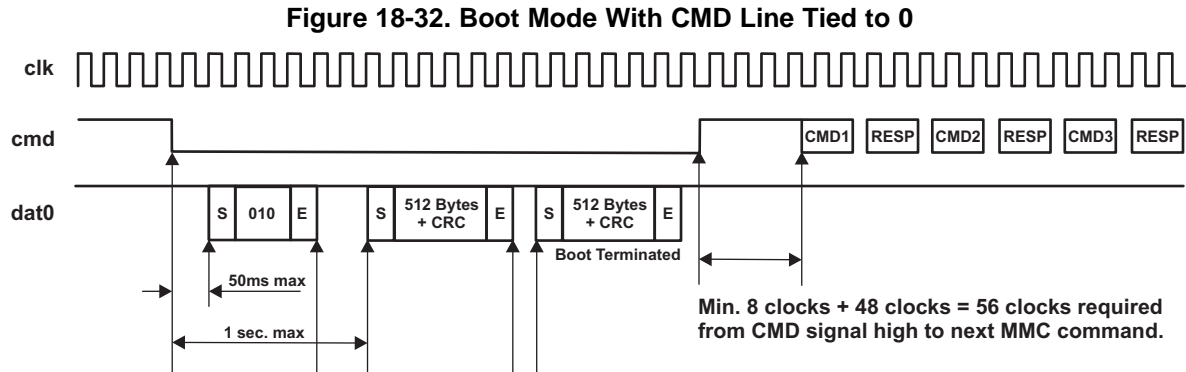 Figure 18-32. Boot Mode With CMD Line Tied to 0
clk
cmd
CMD1 RESP CMD2 RESP CMD3 RESP
dat0
S 010 E S 512 Bytes E S 512 Bytes E
+ CRC + CRC
Boot Terminated
50ms max
1 sec. max
Min. 8 clocks + 48 clocks = 56 clocks required
from CMD signal high to next MMC command.